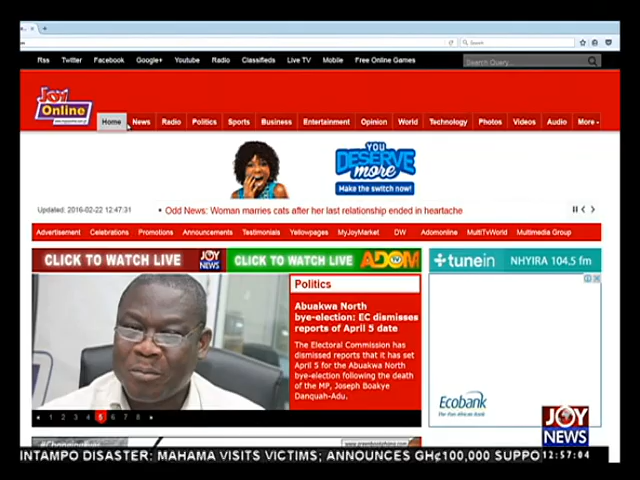 Rss Twitter Facebook Google+ Youtube Radio Classifieds Live TV Mobile Free Online Games
Search
Search Query...
JOY
Online
Home News Radio Politics Sports Business Entertainment Opinion World Technology Photos Videos Audio More
YOU
DESERVE
more
Make the switch now!
Updated: 2016-02-22 12:47:31
• Odd News: Woman marries cats after her last relationship ended in heartache
Advertisement Celebrations Promotions Announcements Testimonials Yellowpages MyJoyMarket DW Adomonline MultiTvWorld Multimedia Group
CLICK TO WATCH LIVE JOY NEWS
CLICK TO WATCH LIVE ADOM TV
tunein NHYIRA 104.5 fm
Politics
Abuakwa North
bye-election: EC dismisses
reports of April 5 date
The Electoral Commission has
dismissed reports that it has set
April 5 for the Abuakwa North
bye-election following the death
of the MP, Joseph Boakye
Danquah-Adu.
1 2 3 4 5 6 7 8
Ecobank
The Pan African Bank
JOY
NEWS
INTAMPO DISASTER: MAHAMA VISITS VICTIMS; ANNOUNCES GH¢100,000 SUPPO
12:57:04